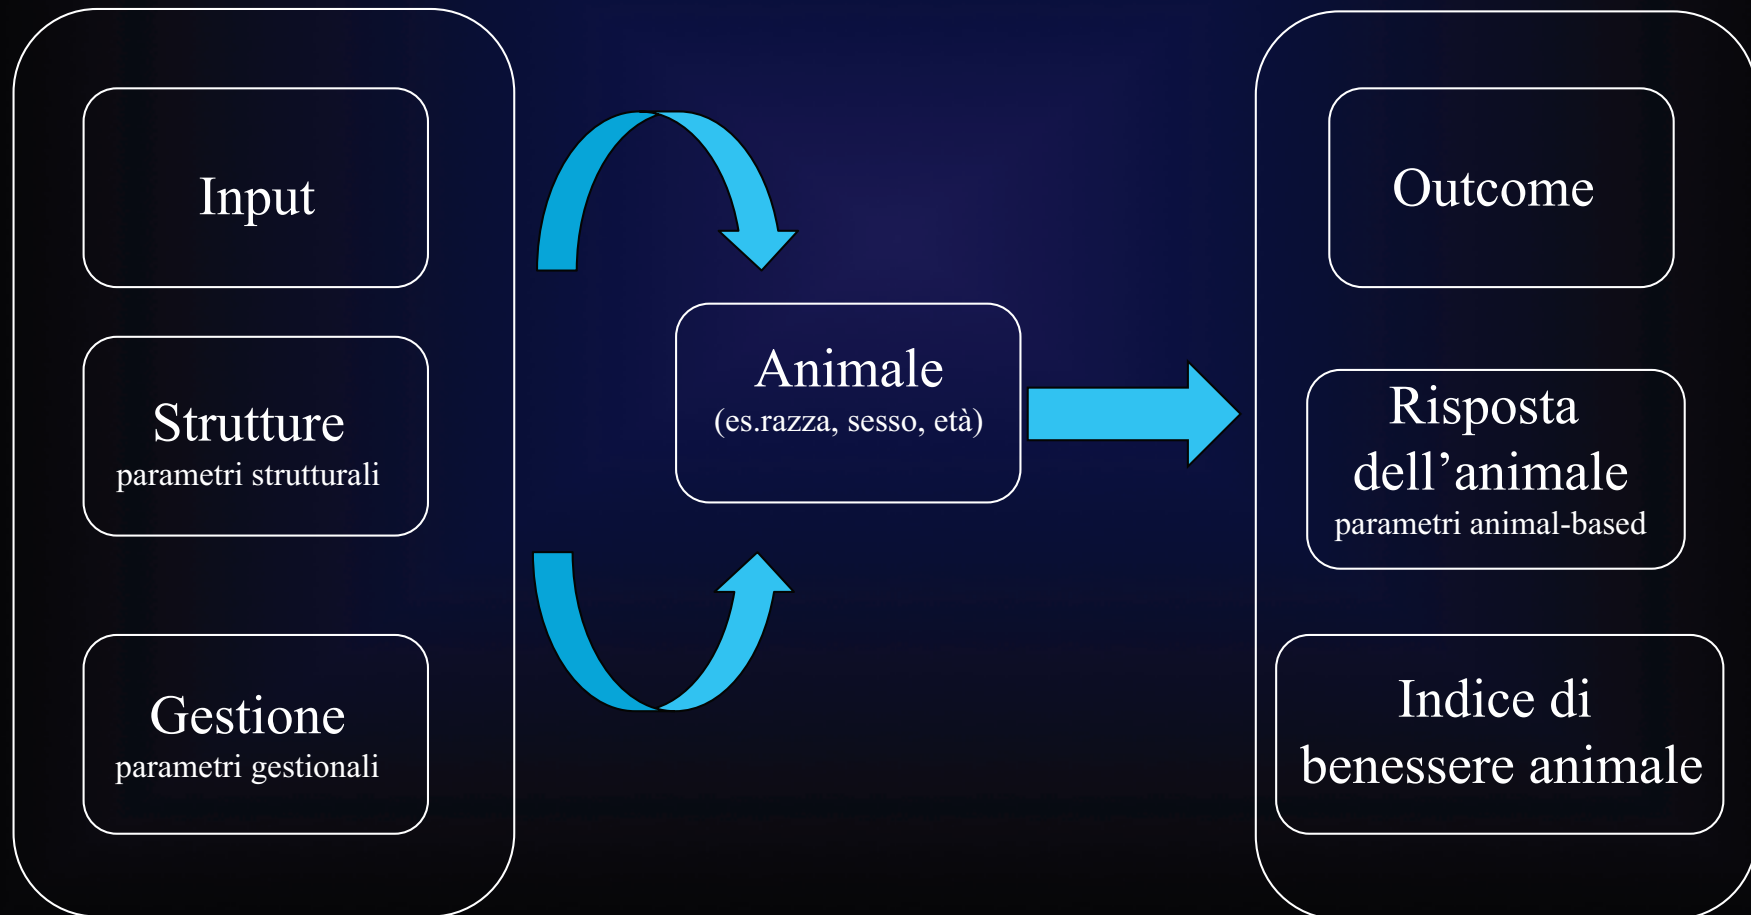 Input
Strutture
parametri strutturali
Gestione
parametri gestionali
Animale
(es.razza, sesso, età)
Outcome
Risposta
dell’animale
parametri animal-based
Indice di
benessere animale